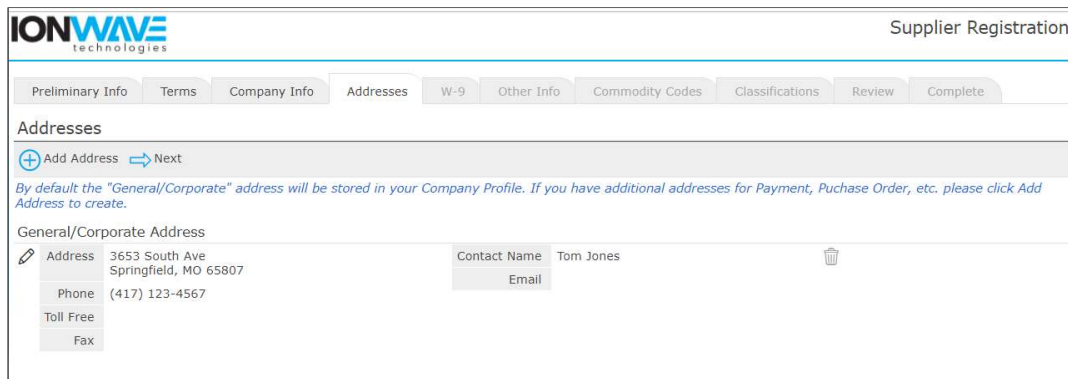 IONWAVE
technologies
Supplier Registration
Preliminary Info Terms Company Info Addresses W-9 Other Info Commodity Codes Classifications Review Complete
Addresses
Add Address Next
By default the "General/Corporate" address will be stored in your Company Profile. If you have additional addresses for Payment, Puchase Order, etc. please click Add
Address to create.
General/Corporate Address
Address 3653 South Ave Contact Name Tom Jones
Springfield, MO 65807
Email
Phone (417) 123-4567
Toll Free
Fax